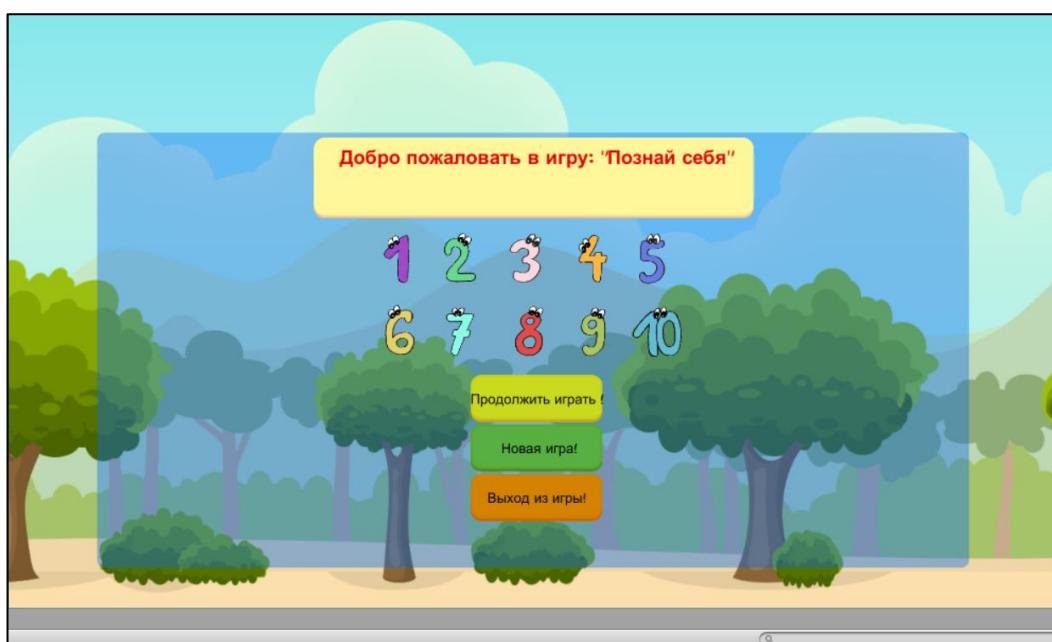 Добро пожаловать в игру: "Познай себя"
1 2 3 4 5
6 7 8 9 10
Продолжить играть !
Новая игра!
Выход из игры!